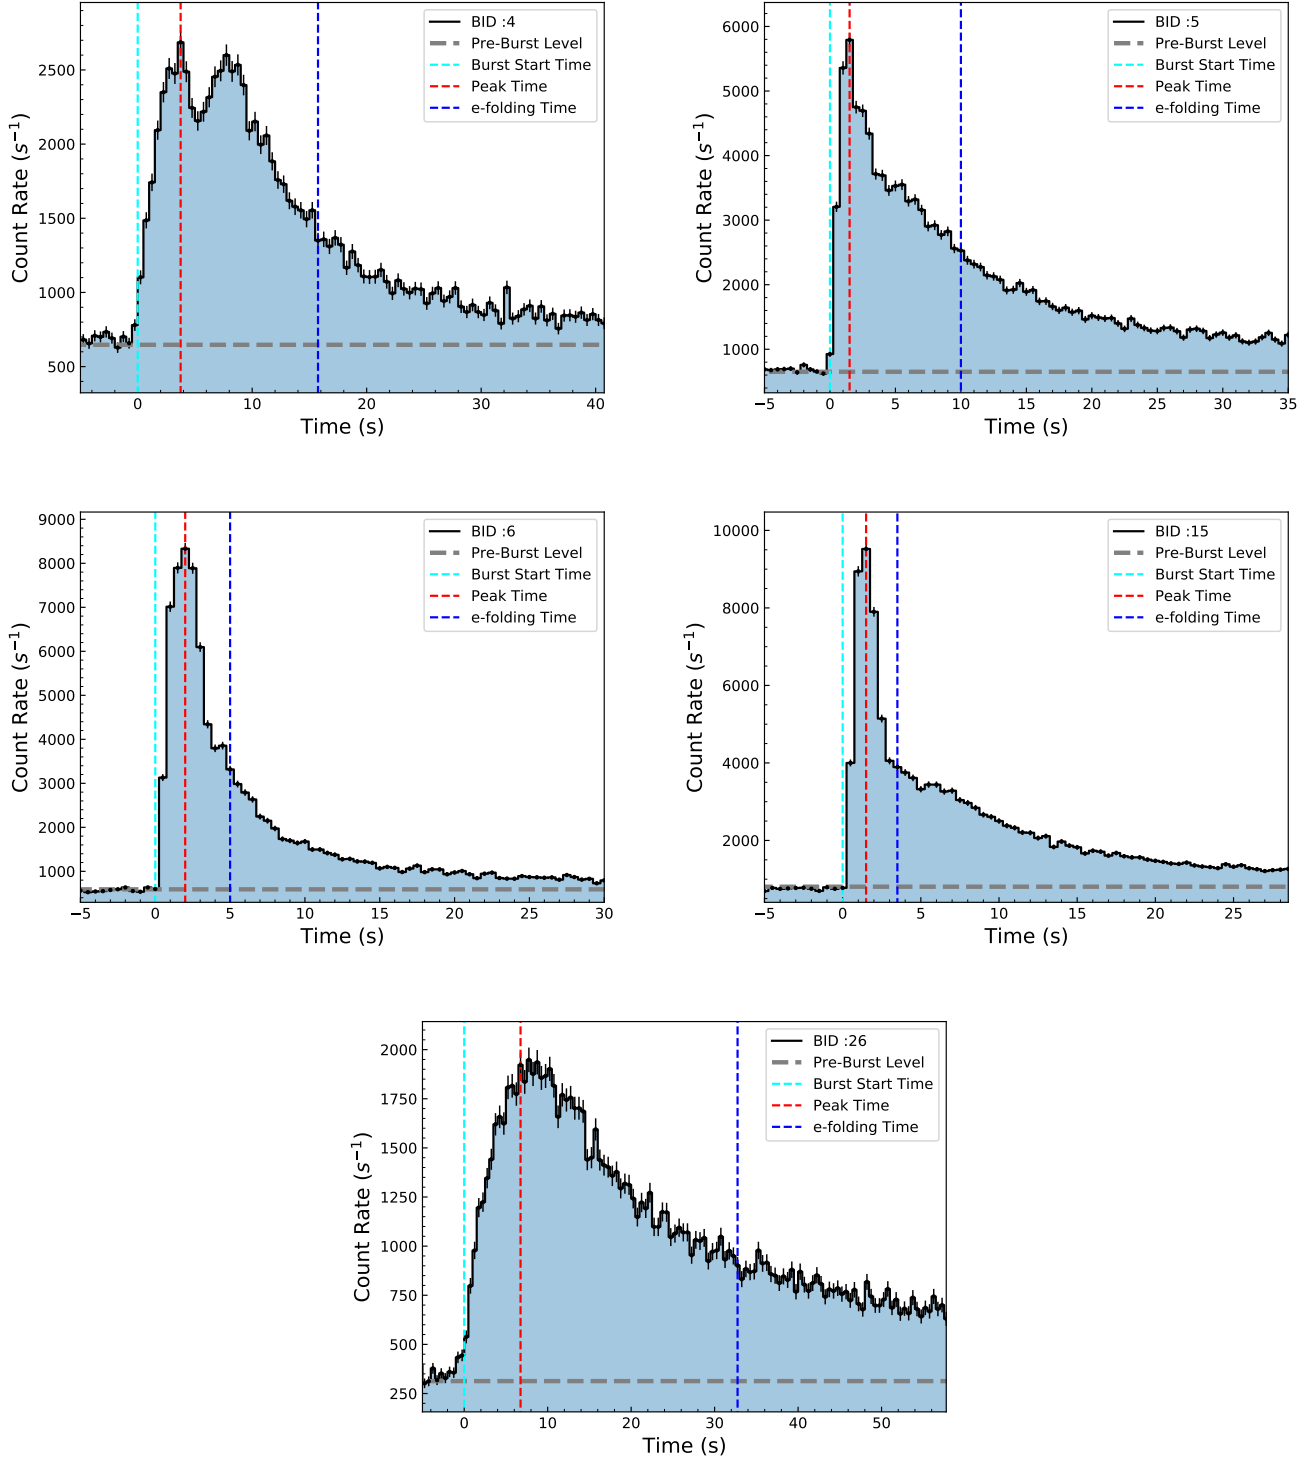 BID :4
Pre-Burst Level
Burst Start Time
Peak Time
e-folding Time
2500
2000
1500
1000
500
Count Rate (s⁻¹)
0 10 20 30 40
Time (s)
BID :5
Pre-Burst Level
Burst Start Time
Peak Time
e-folding Time
6000
5000
4000
3000
2000
1000
Count Rate (s⁻¹)
−5 0 5 10 15 20 25 30 35
Time (s)
BID :6
Pre-Burst Level
Burst Start Time
Peak Time
e-folding Time
9000
8000
7000
6000
5000
4000
3000
2000
1000
Count Rate (s⁻¹)
−5 0 5 10 15 20 25 30
Time (s)
BID :15
Pre-Burst Level
Burst Start Time
Peak Time
e-folding Time
10000
8000
6000
4000
2000
Count Rate (s⁻¹)
−5 0 5 10 15 20 25
Time (s)
BID :26
Pre-Burst Level
Burst Start Time
Peak Time
e-folding Time
2000
1750
1500
1250
1000
750
500
250
Count Rate (s⁻¹)
0 10 20 30 40 50
Time (s)